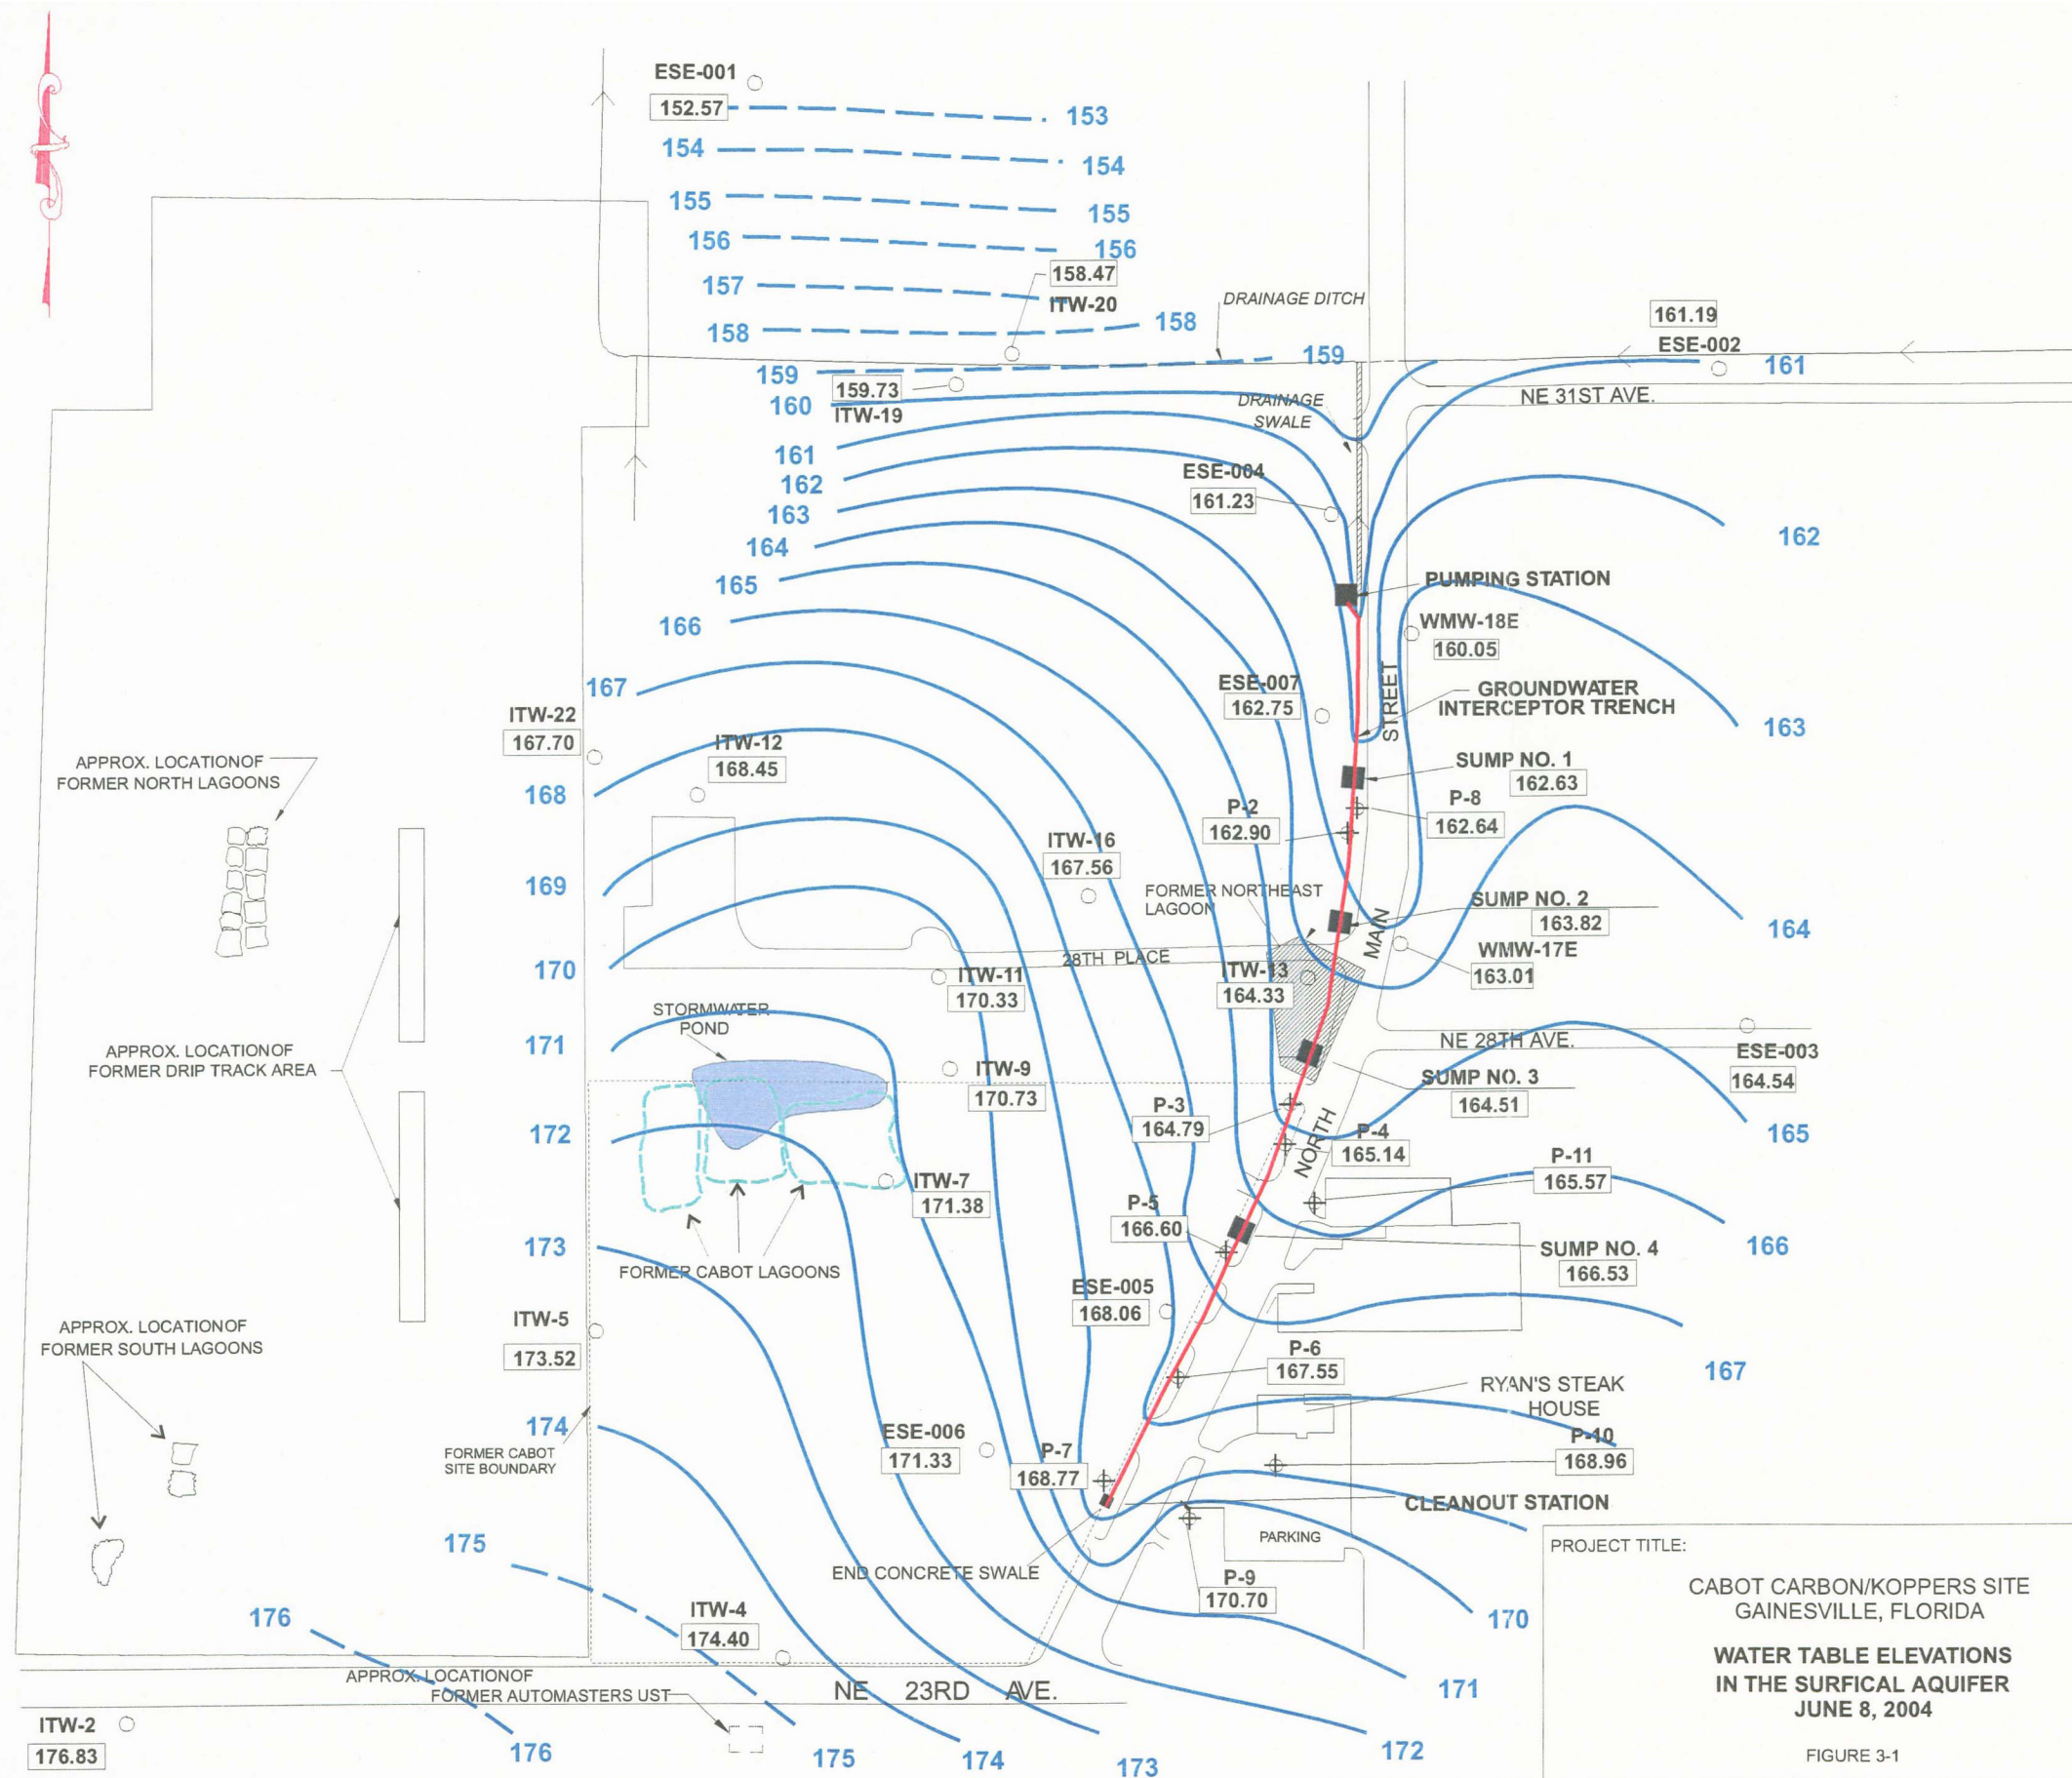 ESE-001
152.57
153
154
154
155
155
156
156
158.47
157
ITW-20
DRAINAGE DITCH
158
158
161.19
ESE-002
159
159
161
159.73
160
ITW-19
NE 31ST AVE.
DRAINAGE
SWALE
161
162
ESE-004
161.23
163
162
164
165
PUMPING STATION
166
WMW-18E
160.05
167
ESE-007
162.75
STREET
GROUNDWATER
INTERCEPTOR TRENCH
163
ITW-22
167.70
ITW-12
168.45
APPROX. LOCATION OF
FORMER NORTH LAGOONS
SUMP NO. 1
162.63
168
P-2
162.90
P-8
162.64
ITW-16
167.56
169
FORMER NORTHEAST
LAGOON
SUMP NO. 2
163.82
164
MAIN
28TH PLACE
WMW-17E
163.01
170
ITW-11
170.33
ITW-13
164.33
STORMWATER
POND
171
APPROX. LOCATION OF
FORMER DRIP TRACK AREA
NE 28TH AVE.
ESE-003
164.54
ITW-9
170.73
SUMP NO. 3
164.51
P-3
164.79
172
NORTH
P-4
165.14
165
P-11
165.57
ITW-7
171.38
P-5
166.60
173
166
FORMER CABOT LAGOONS
SUMP NO. 4
166.53
ESE-005
168.06
ITW-5
173.52
APPROX. LOCATION OF
FORMER SOUTH LAGOONS
P-6
167.55
167
RYAN'S STEAK
HOUSE
174
FORMER CABOT
SITE BOUNDARY
ESE-006
171.33
P-7
168.77
P-10
168.96
CLEANOUT STATION
PARKING
175
END CONCRETE SWALE
P-9
170.70
170
176
ITW-4
174.40
APPROX. LOCATION OF
FORMER AUTOMASTERS UST
NE 23RD AVE.
171
ITW-2
176.83
176
175
174
173
172
PROJECT TITLE:
CABOT CARBON/KOPPERS SITE
GAINESVILLE, FLORIDA
WATER TABLE ELEVATIONS
IN THE SURFICAL AQUIFER
JUNE 8, 2004
FIGURE 3-1